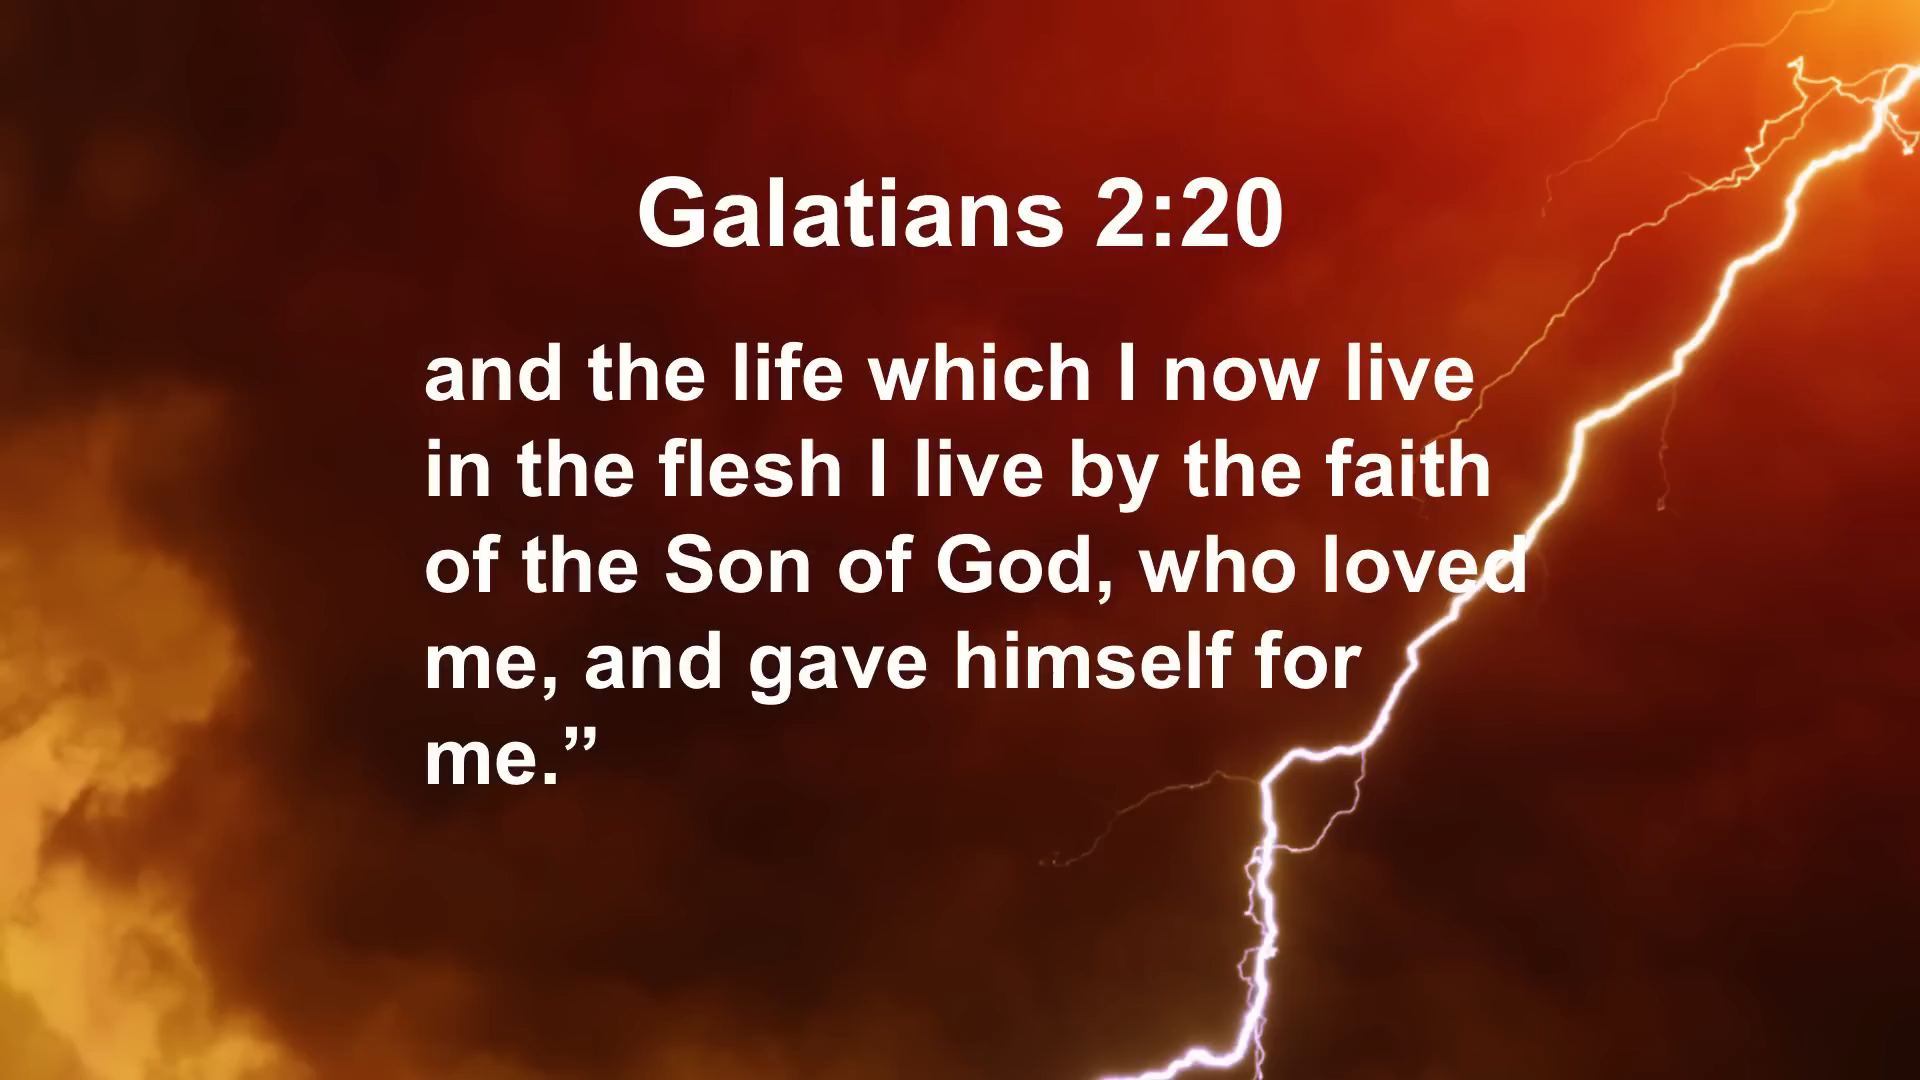 Galatians 2:20
and the life which I now live
in the flesh I live by the faith
of the Son of God, who loved
me, and gave himself for
me.”